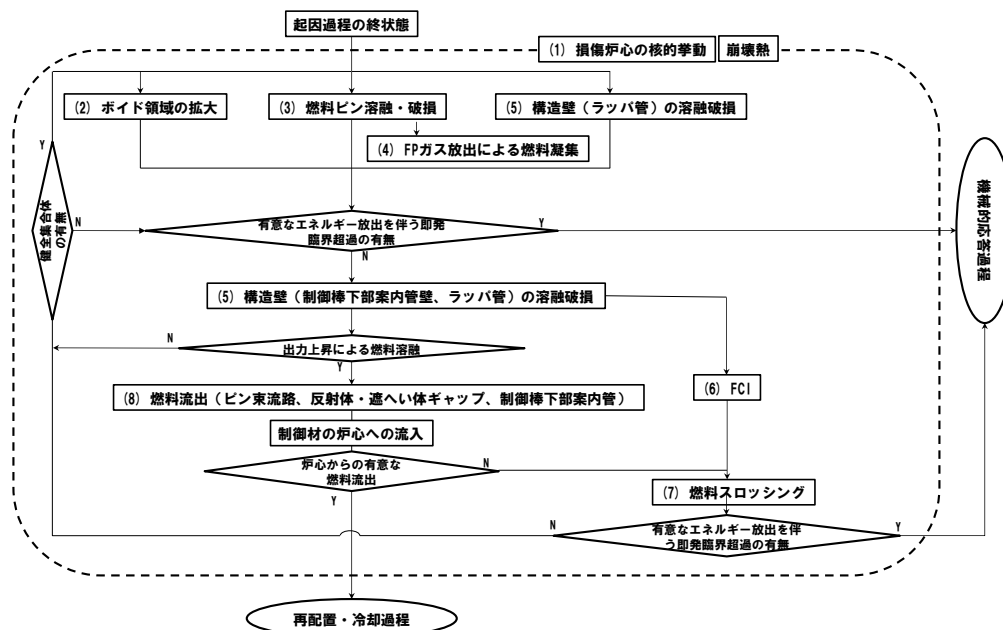 起因過程の終状態
(1) 損傷炉心の核的挙動
崩壊熱
(2) ボイド領域の拡大
(3) 燃料ピン溶融・破損
(5) 構造壁（ラッパ管）の溶融破損
(4) FPガス放出による燃料凝集
Y
健全集合体
の有無
N
有意なエネルギー放出を伴う即発
臨界超過の有無
Y
N
機械的応答過程
(5) 構造壁（制御棒下部案内管壁、ラッパ管）の溶融破損
N
出力上昇による燃料溶融
Y
(6) FCI
(8) 燃料流出（ピン束流路、反射体・遮へい体ギャップ、制御棒下部案内管）
制御材の炉心への流入
炉心からの有意な
燃料流出
N
Y
(7) 燃料スロッシング
N
有意なエネルギー放出を伴
う即発臨界超過の有無
Y
再配置・冷却過程